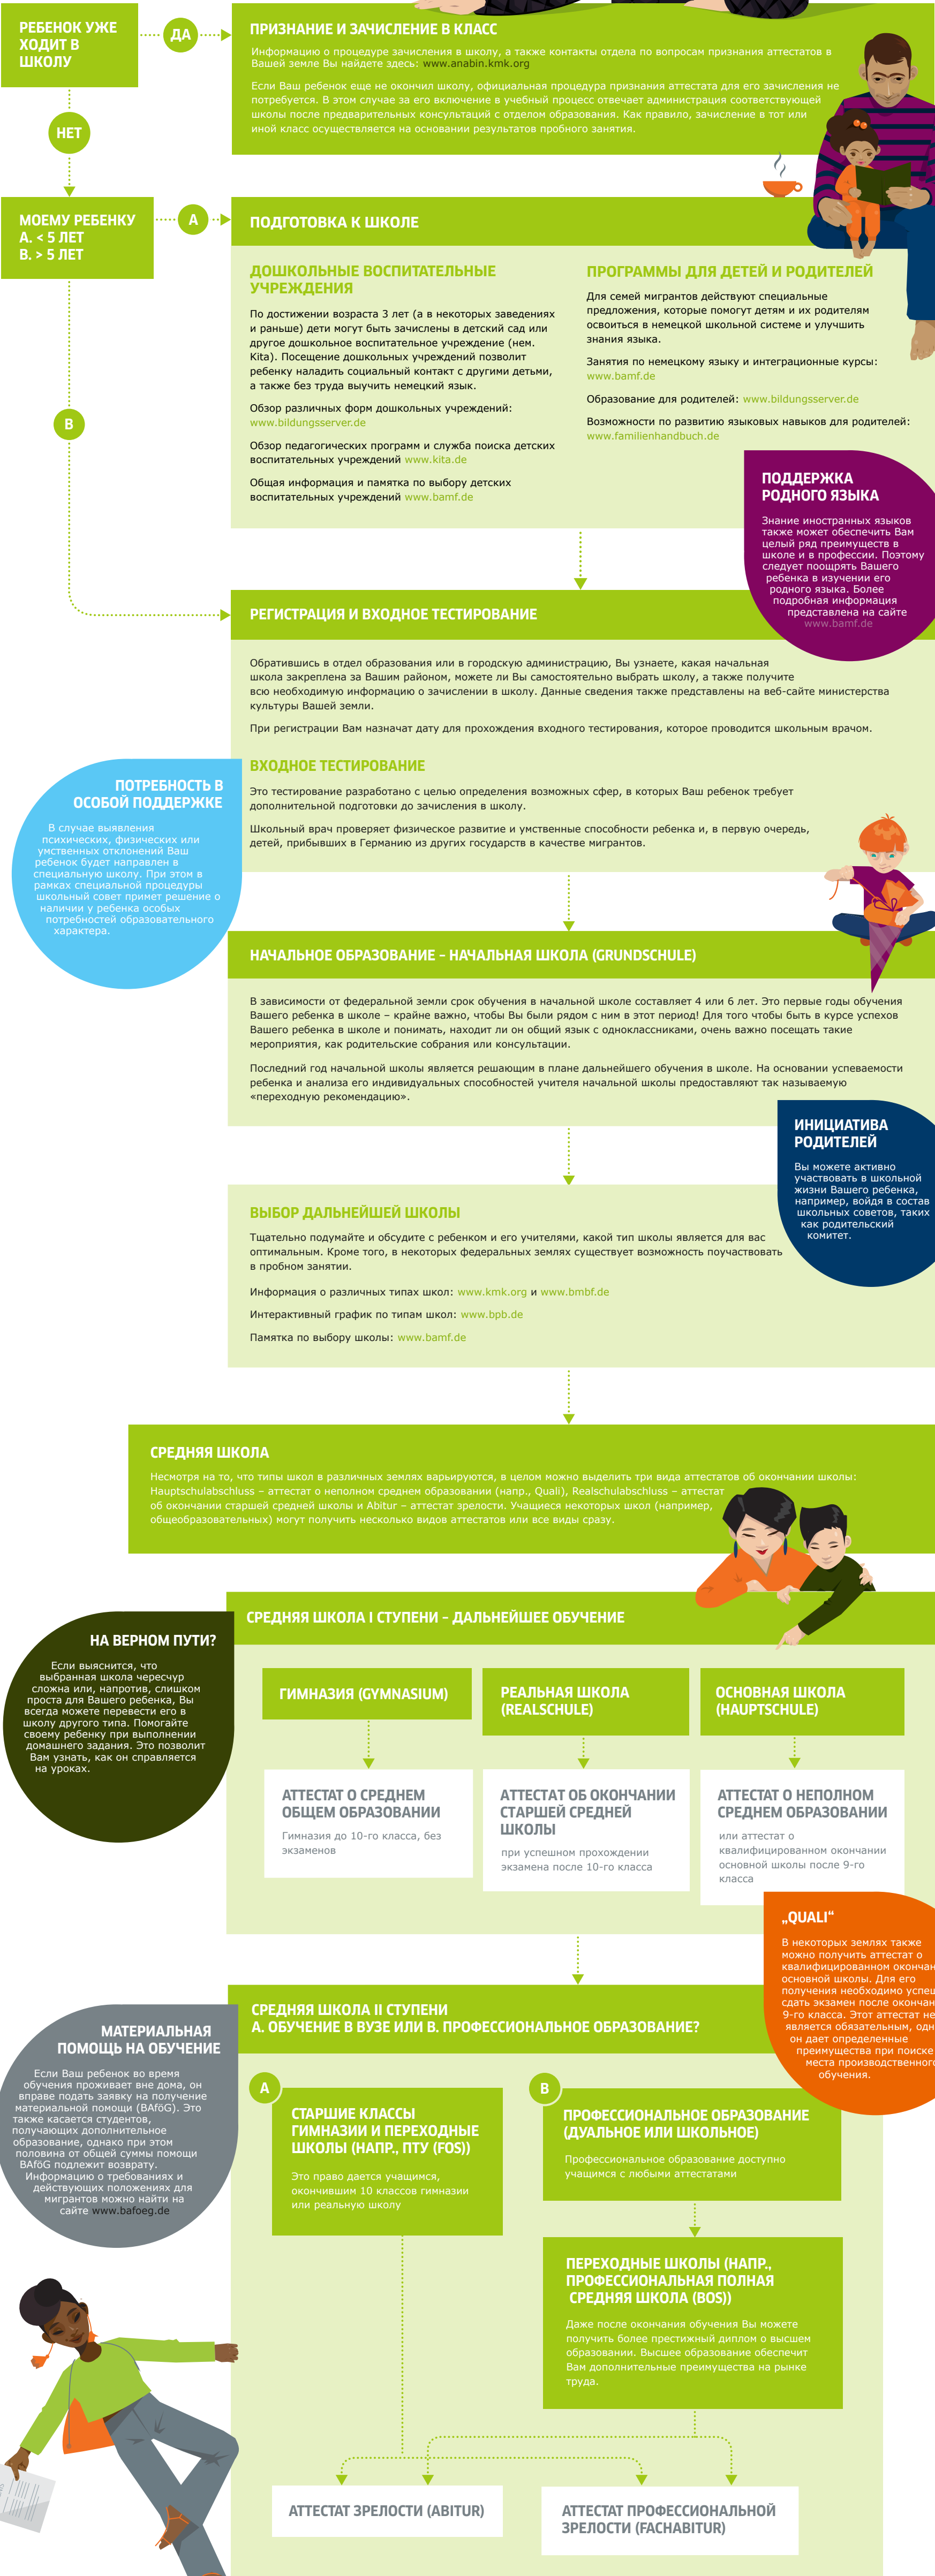 РЕБЕНОК УЖЕ
ХОДИТ В
ШКОЛУ
ДА
НЕТ
ПРИЗНАНИЕ И ЗАЧИСЛЕНИЕ В КЛАСС
Информацию о процедуре зачисления в школу, а также контакты отдела по вопросам признания аттестатов в
Вашей земле Вы найдете здесь: www.anabin.kmk.org
Если Ваш ребенок еще не окончил школу, официальная процедура признания аттестата для его зачисления не
потребуется. В этом случае за его включение в учебный процесс отвечает администрация соответствующей
школы после предварительных консультаций с отделом образования. Как правило, зачисление в тот или
иной класс осуществляется на основании результатов пробного занятия.
МОЕМУ РЕБЕНКУ
А. < 5 ЛЕТ
В. > 5 ЛЕТ
А
В
ПОДГОТОВКА К ШКОЛЕ
ДОШКОЛЬНЫЕ ВОСПИТАТЕЛЬНЫЕ
УЧРЕЖДЕНИЯ
По достижении возраста 3 лет (а в некоторых заведениях
и раньше) дети могут быть зачислены в детский сад или
другое дошкольное воспитательное учреждение (нем.
Kita). Посещение дошкольных учреждений позволит
ребенку наладить социальный контакт с другими детьми,
а также без труда выучить немецкий язык.
Обзор различных форм дошкольных учреждений:
www.bildungsserver.de
Обзор педагогических программ и служба поиска детских
воспитательных учреждений www.kita.de
Общая информация и памятка по выбору детских
воспитательных учреждений www.bamf.de
ПРОГРАММЫ ДЛЯ ДЕТЕЙ И РОДИТЕЛЕЙ
Для семей мигрантов действуют специальные
предложения, которые помогут детям и их родителям
освоиться в немецкой школьной системе и улучшить
знания языка.
Занятия по немецкому языку и интеграционные курсы:
www.bamf.de
Образование для родителей: www.bildungsserver.de
Возможности по развитию языковых навыков для родителей:
www.familienhandbuch.de
ПОДДЕРЖКА
РОДНОГО ЯЗЫКА
Знание иностранных языков
также может обеспечить Вам
целый ряд преимуществ в
школе и в профессии. Поэтому
следует поощрять Вашего
ребенка в изучении его
родного языка. Более
подробная информация
представлена на сайте
www.bamf.de
РЕГИСТРАЦИЯ И ВХОДНОЕ ТЕСТИРОВАНИЕ
Обратившись в отдел образования или в городскую администрацию, Вы узнаете, какая начальная
школа закреплена за Вашим районом, можете ли Вы самостоятельно выбрать школу, а также получите
всю необходимую информацию о зачислении в школу. Данные сведения также представлены на веб-сайте министерства
культуры Вашей земли.
При регистрации Вам назначат дату для прохождения входного тестирования, которое проводится школьным врачом.
ВХОДНОЕ ТЕСТИРОВАНИЕ
Это тестирование разработано с целью определения возможных сфер, в которых Ваш ребенок требует
дополнительной подготовки до зачисления в школу.
Школьный врач проверяет физическое развитие и умственные способности ребенка и, в первую очередь,
детей, прибывших в Германию из других государств в качестве мигрантов.
ПОТРЕБНОСТЬ В
ОСОБОЙ ПОДДЕРЖКЕ
В случае выявления
психических, физических или
умственных отклонений Ваш
ребенок будет направлен в
специальную школу. При этом в
рамках специальной процедуры
школьный совет примет решение о
наличии у ребенка особых
потребностей образовательного
характера.
НАЧАЛЬНОЕ ОБРАЗОВАНИЕ – НАЧАЛЬНАЯ ШКОЛА (GRUNDSCHULE)
В зависимости от федеральной земли срок обучения в начальной школе составляет 4 или 6 лет. Это первые годы обучения
Вашего ребенка в школе – крайне важно, чтобы Вы были рядом с ним в этот период! Для того чтобы быть в курсе успехов
Вашего ребенка в школе и понимать, находит ли он общий язык с одноклассниками, очень важно посещать такие
мероприятия, как родительские собрания или консультации.
Последний год начальной школы является решающим в плане дальнейшего обучения в школе. На основании успеваемости
ребенка и анализа его индивидуальных способностей учителя начальной школы предоставляют так называемую
«переходную рекомендацию».
ИНИЦИАТИВА
РОДИТЕЛЕЙ
Вы можете активно
участвовать в школьной
жизни Вашего ребенка,
например, войдя в состав
школьных советов, таких
как родительский
комитет.
ВЫБОР ДАЛЬНЕЙШЕЙ ШКОЛЫ
Тщательно подумайте и обсудите с ребенком и его учителями, какой тип школы является для вас
оптимальным. Кроме того, в некоторых федеральных землях существует возможность поучаствовать
в пробном занятии.
Информация о различных типах школ: www.kmk.org и www.bmbf.de
Интерактивный график по типам школ: www.bpb.de
Памятка по выбору школы: www.bamf.de
СРЕДНЯЯ ШКОЛА
Несмотря на то, что типы школ в различных землях варьируются, в целом можно выделить три вида аттестатов об окончании школы:
Hauptschulabschluss – аттестат о неполном среднем образовании (напр., Quali), Realschulabschluss – аттестат
об окончании старшей средней школы и Abitur – аттестат зрелости. Учащиеся некоторых школ (например,
общеобразовательных) могут получить несколько видов аттестатов или все виды сразу.
СРЕДНЯЯ ШКОЛА I СТУПЕНИ – ДАЛЬНЕЙШЕЕ ОБУЧЕНИЕ
НА ВЕРНОМ ПУТИ?
Если выяснится, что
выбранная школа чересчур
сложна или, напротив, слишком
проста для Вашего ребенка, Вы
всегда можете перевести его в
школу другого типа. Помогайте
своему ребенку при выполнении
домашнего задания. Это позволит
Вам узнать, как он справляется
на уроках.
ГИМНАЗИЯ (GYMNASIUM)
РЕАЛЬНАЯ ШКОЛА
(REALSCHULE)
ОСНОВНАЯ ШКОЛА
(HAUPTSCHULE)
АТТЕСТАТ О СРЕДНЕМ
ОБЩЕМ ОБРАЗОВАНИИ
Гимназия до 10-го класса, без
экзаменов
АТТЕСТАТ ОБ ОКОНЧАНИИ
СТАРШЕЙ СРЕДНЕЙ
ШКОЛЫ
при успешном прохождении
экзамена после 10-го класса
АТТЕСТАТ О НЕПОЛНОМ
СРЕДНЕМ ОБРАЗОВАНИИ
или аттестат о
квалифицированном окончании
основной школы после 9-го
класса
„QUALI“
В некоторых землях также
можно получить аттестат о
квалифицированном окончан
основной школы. Для его
получения необходимо успеш
сдать экзамен после окончан
9-го класса. Этот аттестат не
является обязательным, одн
он дает определенные
преимущества при поиске
места производственног
обучения.
СРЕДНЯЯ ШКОЛА II СТУПЕНИ
А. ОБУЧЕНИЕ В ВУЗЕ ИЛИ В. ПРОФЕССИОНАЛЬНОЕ ОБРАЗОВАНИЕ?
МАТЕРИАЛЬНАЯ
ПОМОЩЬ НА ОБУЧЕНИЕ
Если Ваш ребенок во время
обучения проживает вне дома, он
вправе подать заявку на получение
материальной помощи (BAföG). Это
также касается студентов,
получающих дополнительное
образование, однако при этом
половина от общей суммы помощи
BAföG подлежит возврату.
Информацию о требованиях и
действующих положениях для
мигрантов можно найти на
сайте www.bafoeg.de
А
СТАРШИЕ КЛАССЫ
ГИМНАЗИИ И ПЕРЕХОДНЫЕ
ШКОЛЫ (НАПР., ПТУ (FOS))
Это право дается учащимся,
окончившим 10 классов гимназии
или реальную школу
В
ПРОФЕССИОНАЛЬНОЕ ОБРАЗОВАНИЕ
(ДУАЛЬНОЕ ИЛИ ШКОЛЬНОЕ)
Профессиональное образование доступно
учащимся с любыми аттестатами
ПЕРЕХОДНЫЕ ШКОЛЫ (НАПР.,
ПРОФЕССИОНАЛЬНАЯ ПОЛНАЯ
СРЕДНЯЯ ШКОЛА (BOS))
Даже после окончания обучения Вы можете
получить более престижный диплом о высшем
образовании. Высшее образование обеспечит
Вам дополнительные преимущества на рынке
труда.
АТТЕСТАТ ЗРЕЛОСТИ (ABITUR)
АТТЕСТАТ ПРОФЕССИОНАЛЬНОЙ
ЗРЕЛОСТИ (FACHABITUR)